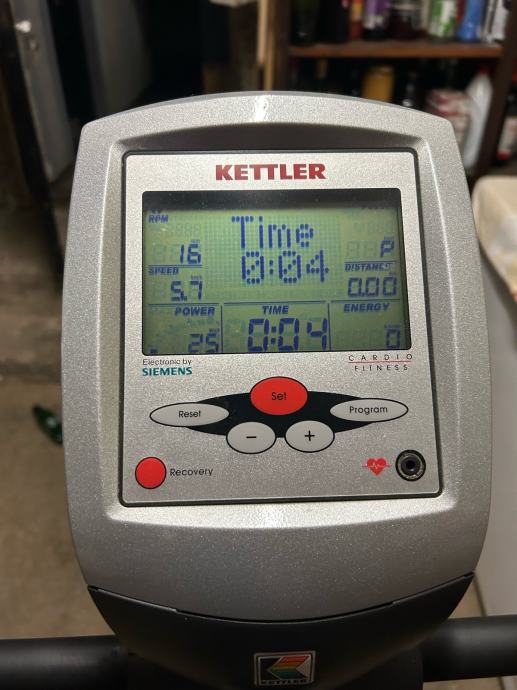 KETTLER
RPM
16
P
Time
0:04
SPEED
5.7
DISTANCE
0.00
POWER
25
TIME
0:04
ENERGY
0
Electronic by
SIEMENS
CARDIO
FITNESS
Reset
Set
Program
−
+
Recovery
KETTLER